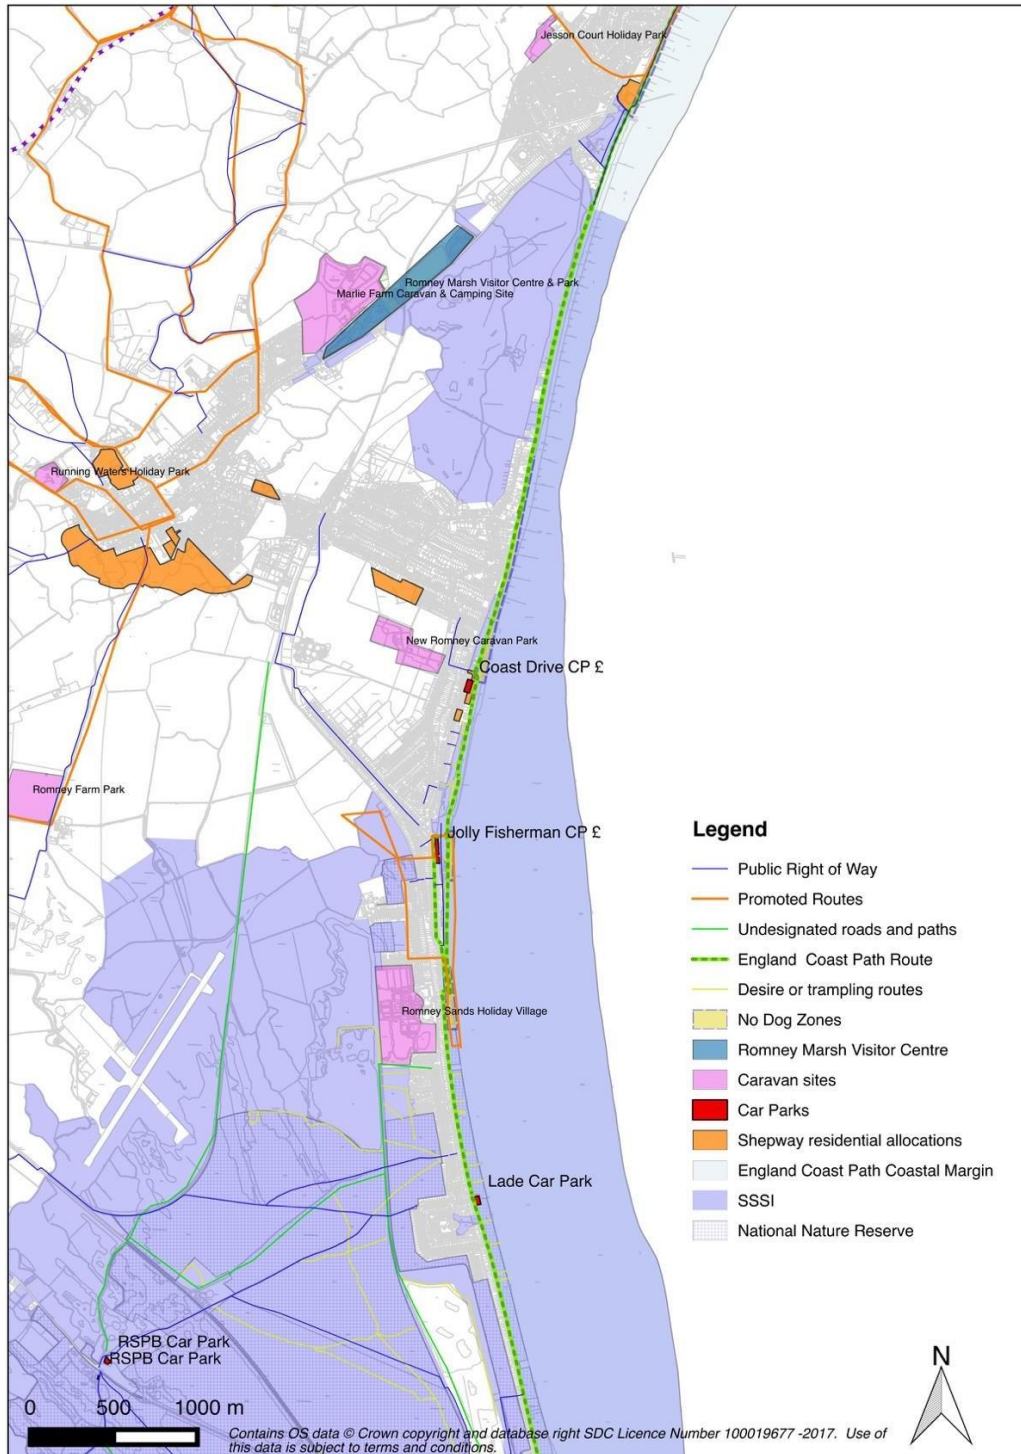 Jesson Court Holiday Park
Romney Marsh Visitor Centre & Park
Marlie Farm Caravan & Camping Site
Running Waters Holiday Park
New Romney Caravan Park
Coast Drive CP £
Romney Farm Park
Jolly Fisherman CP £
Romney Sands Holiday Village
Lade Car Park
RSPB Car Park
RSPB Car Park
Legend
Public Right of Way
Promoted Routes
Undesignated roads and paths
England  Coast Path Route
Desire or trampling routes
No Dog Zones
Romney Marsh Visitor Centre
Caravan sites
Car Parks
Shepway residential allocations
England Coast Path Coastal Margin
SSSI
National Nature Reserve
N
0 500 1000 m
Contains OS data © Crown copyright and database right SDC Licence Number 100019677 -2017.  Use of
this data is subject to terms and conditions.